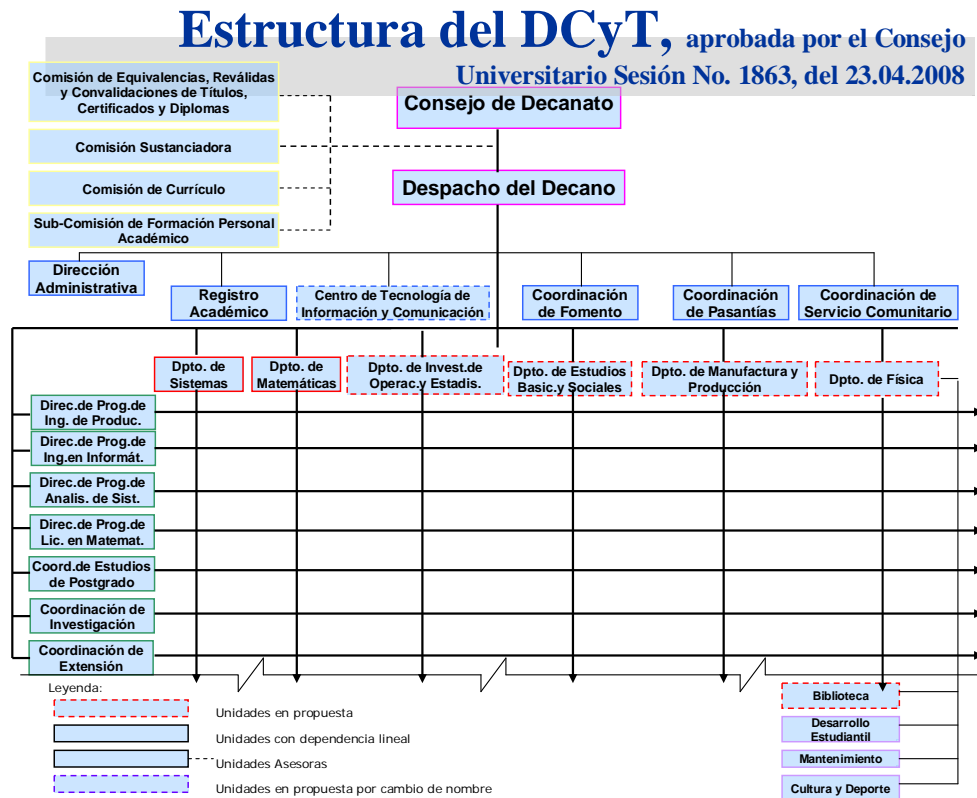 Estructura del DCyT, aprobada por el Consejo
Universitario Sesión No. 1863, del 23.04.2008
Comisión de Equivalencias, Reválidas
y Convalidaciones de Títulos,
Certificados y Diplomas
Consejo de Decanato
Comisión Sustanciadora
Comisión de Currículo
Despacho del Decano
Sub-Comisión de Formación Personal
Académico
Dirección
Administrativa
Registro
Académico
Centro de Tecnología de
Información y Comunicación
Coordinación
de Fomento
Coordinación
de Pasantías
Coordinación de
Servicio Comunitario
Dpto. de
Sistemas
Dpto. de
Matemáticas
Dpto. de Invest.de
Operac.y Estadis.
Dpto. de Estudios
Basic.y Sociales
Dpto. de Manufactura y
Producción
Dpto. de Física
Direc.de Prog.de
Ing. de Produc.
Direc.de Prog.de
Ing.en Informát.
Direc.de Prog.de
Analis. de Sist.
Direc.de Prog.de
Lic. en Matemat.
Coord.de Estudios
de Postgrado
Coordinación de
Investigación
Coordinación de
Extensión
Leyenda:
Unidades en propuesta
Unidades con dependencia lineal
Unidades Asesoras
Unidades en propuesta por cambio de nombre
Biblioteca
Desarrollo
Estudiantil
Mantenimiento
Cultura y Deporte